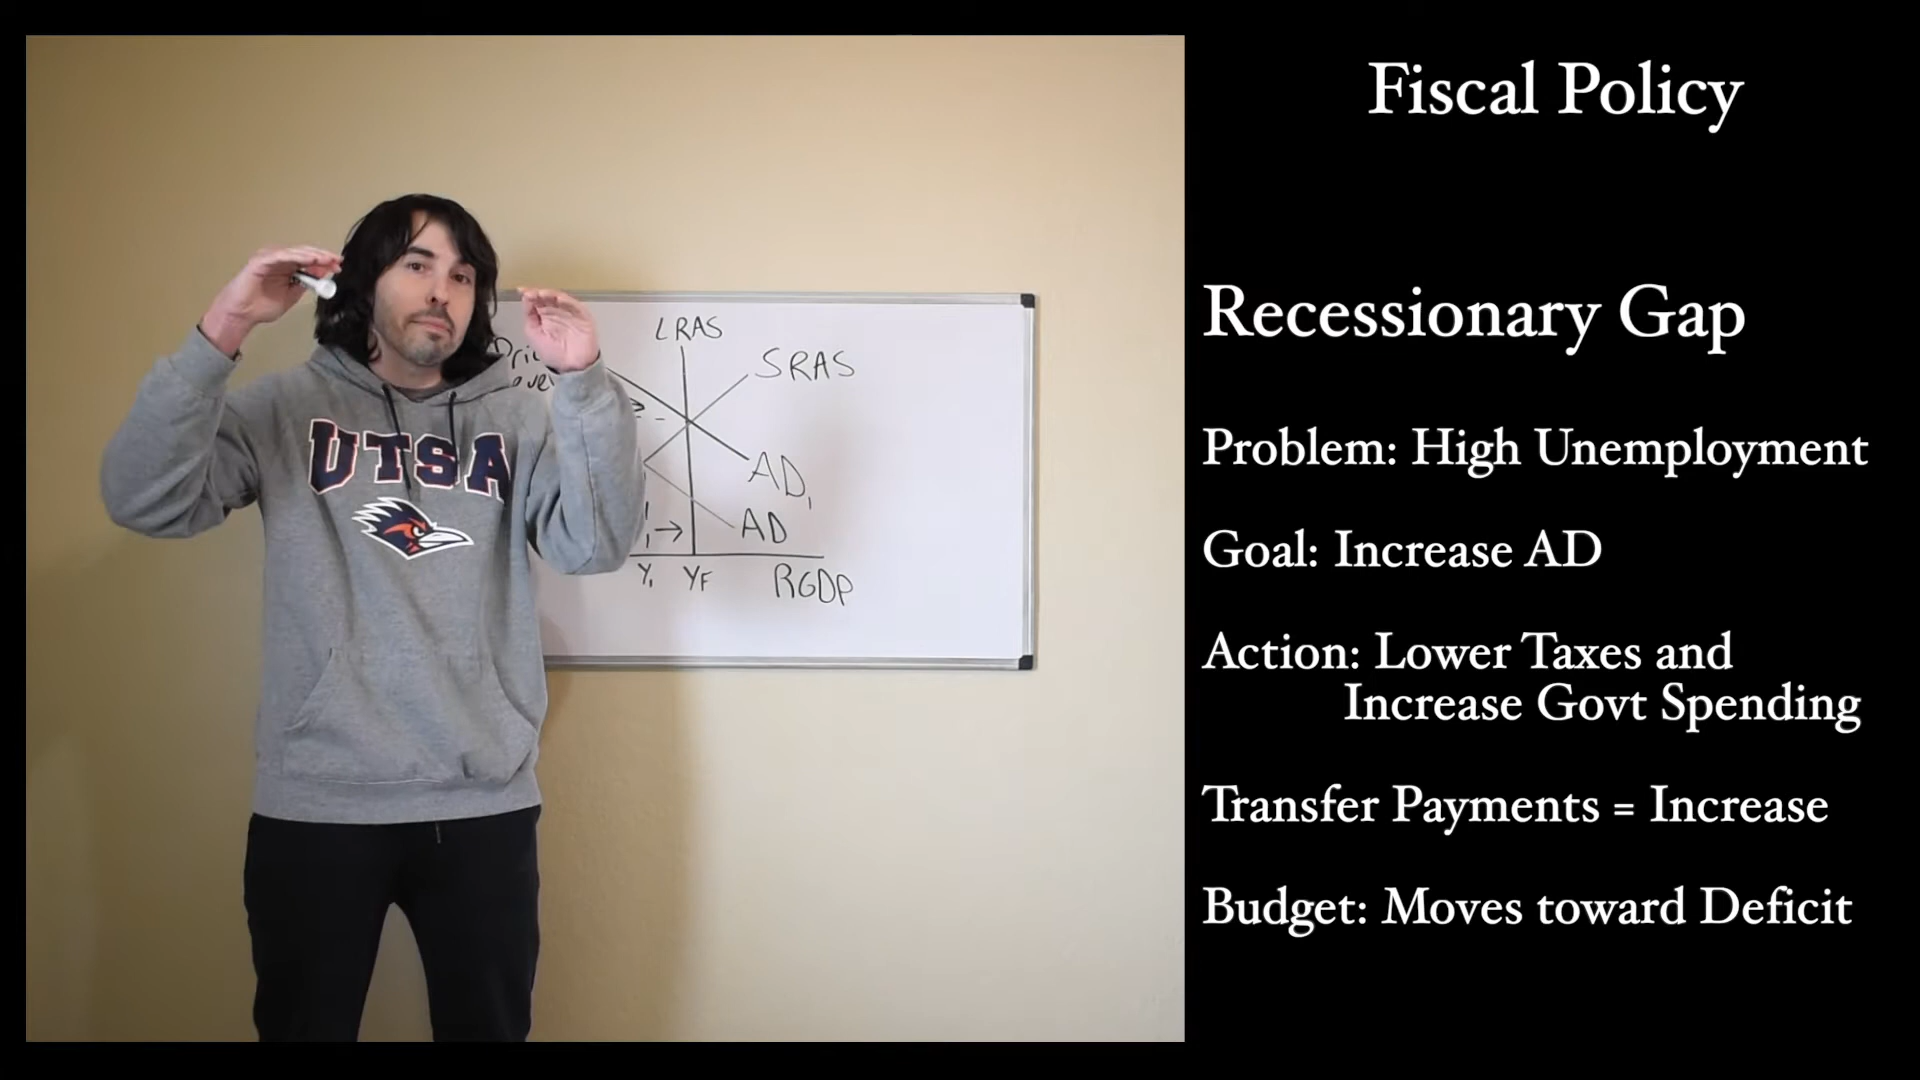 Fiscal Policy
Recessionary Gap
Problem: High Unemployment
Goal: Increase AD
Action: Lower Taxes and
Increase Govt Spending
Transfer Payments = Increase
Budget: Moves toward Deficit
LRAS
SRAS
AD1
AD
Y1 YF RGDP
UTSA